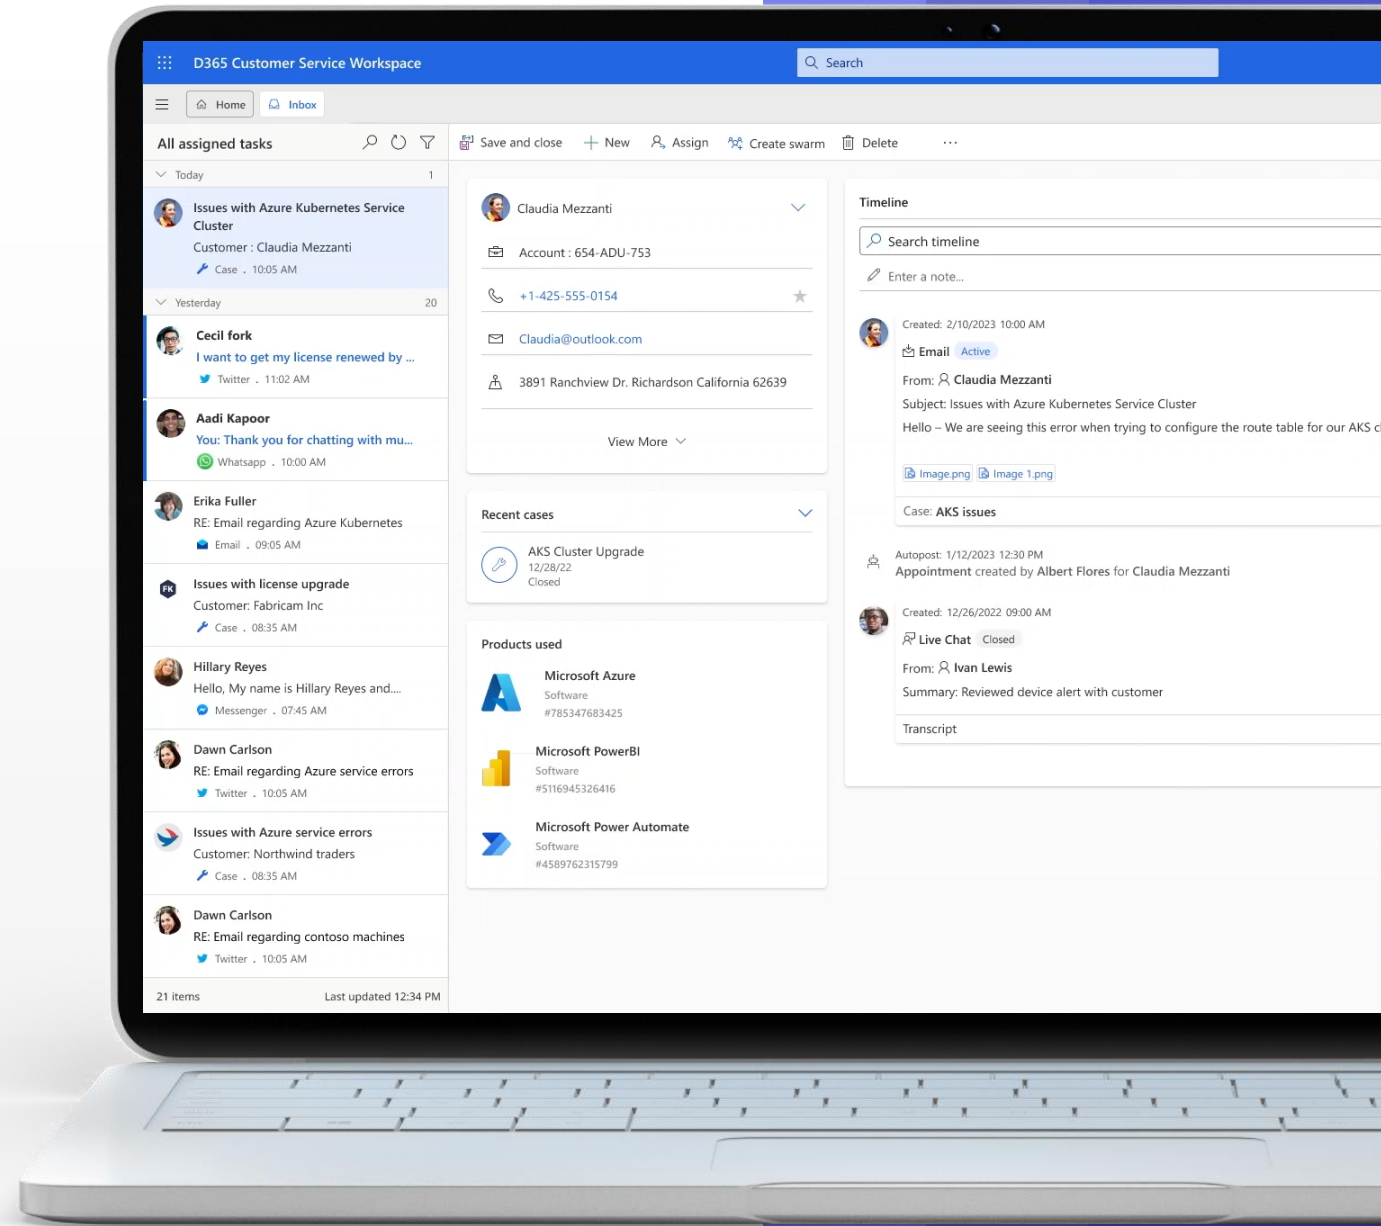 D365 Customer Service Workspace
Search
Home
Inbox
All assigned tasks
Today 1
Issues with Azure Kubernetes Service
Cluster
Customer : Claudia Mezzanti
Case . 10:05 AM
Yesterday 20
Cecil fork
I want to get my license renewed by ...
Twitter . 11:02 AM
Aadi Kapoor
You: Thank you for chatting with mu...
Whatsapp . 10:00 AM
Erika Fuller
RE: Email regarding Azure Kubernetes
Email . 09:05 AM
FK
Issues with license upgrade
Customer: Fabricam Inc
Case . 08:35 AM
Hillary Reyes
Hello, My name is Hillary Reyes and....
Messenger . 07:45 AM
Dawn Carlson
RE: Email regarding Azure service errors
Twitter . 10:05 AM
Issues with Azure service errors
Customer: Northwind traders
Case . 08:35 AM
Dawn Carlson
RE: Email regarding contoso machines
Twitter . 10:05 AM
21 items
Last updated 12:34 PM
Save and close
New
Assign
Create swarm
Delete
...
Claudia Mezzanti
Account : 654-ADU-753
+1-425-555-0154
Claudia@outlook.com
3891 Ranchview Dr. Richardson California 62639
View More
Recent cases
AKS Cluster Upgrade
12/28/22
Closed
Products used
Microsoft Azure
Software
#785347683425
Microsoft PowerBI
Software
#5116945326416
Microsoft Power Automate
Software
#4589762315799
Timeline
Search timeline
Enter a note...
Created: 2/10/2023 10:00 AM
Email Active
From: Claudia Mezzanti
Subject: Issues with Azure Kubernetes Service Cluster
Hello – We are seeing this error when trying to configure the route table for our AKS c
Image.png Image 1.png
Case: AKS issues
Autopost: 1/12/2023 12:30 PM
Appointment created by Albert Flores for Claudia Mezzanti
Created: 12/26/2022 09:00 AM
Live Chat Closed
From: Ivan Lewis
Summary: Reviewed device alert with customer
Transcript